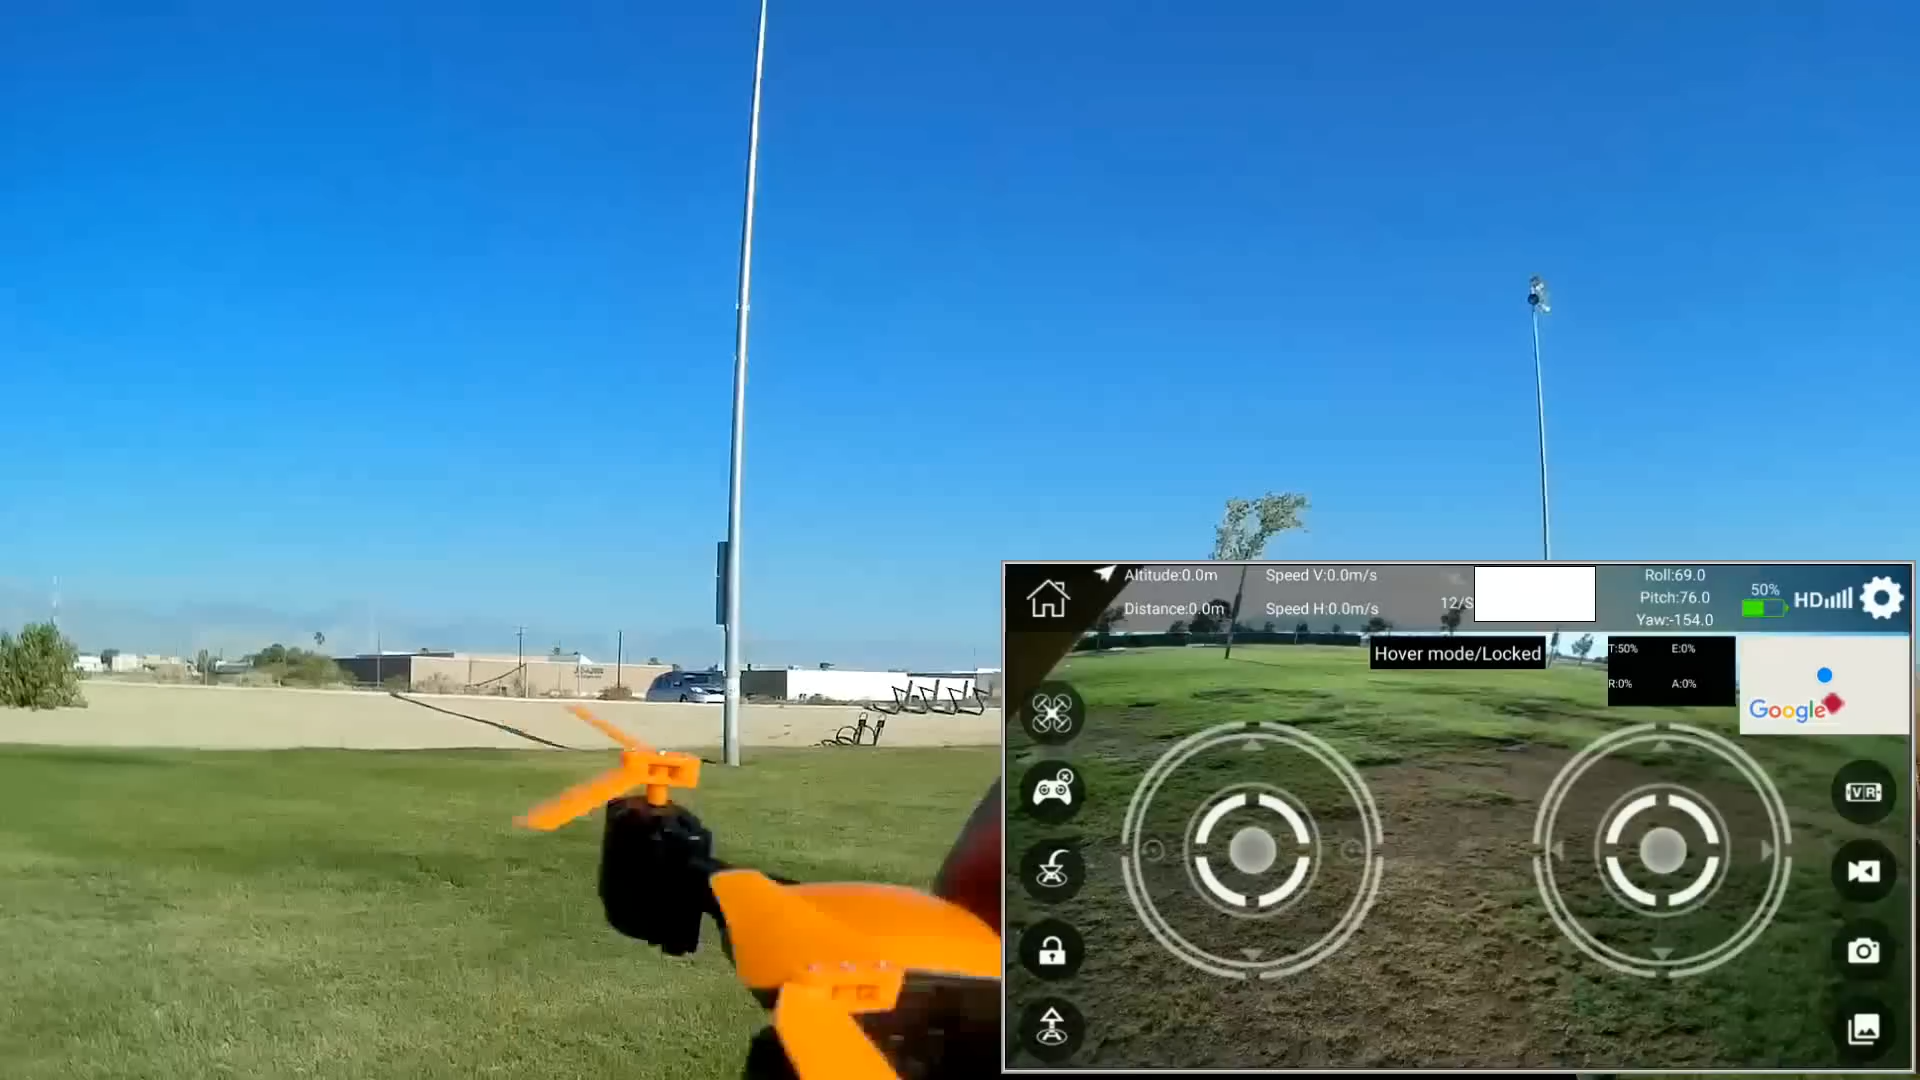 Altitude:0.0m
Speed V:0.0m/s
Distance:0.0m
Speed H:0.0m/s
12/S
Roll:69.0
Pitch:76.0
Yaw:-154.0
50%
HD
Hover mode/Locked
T:50%
E:0%
R:0%
A:0%
Google
VR